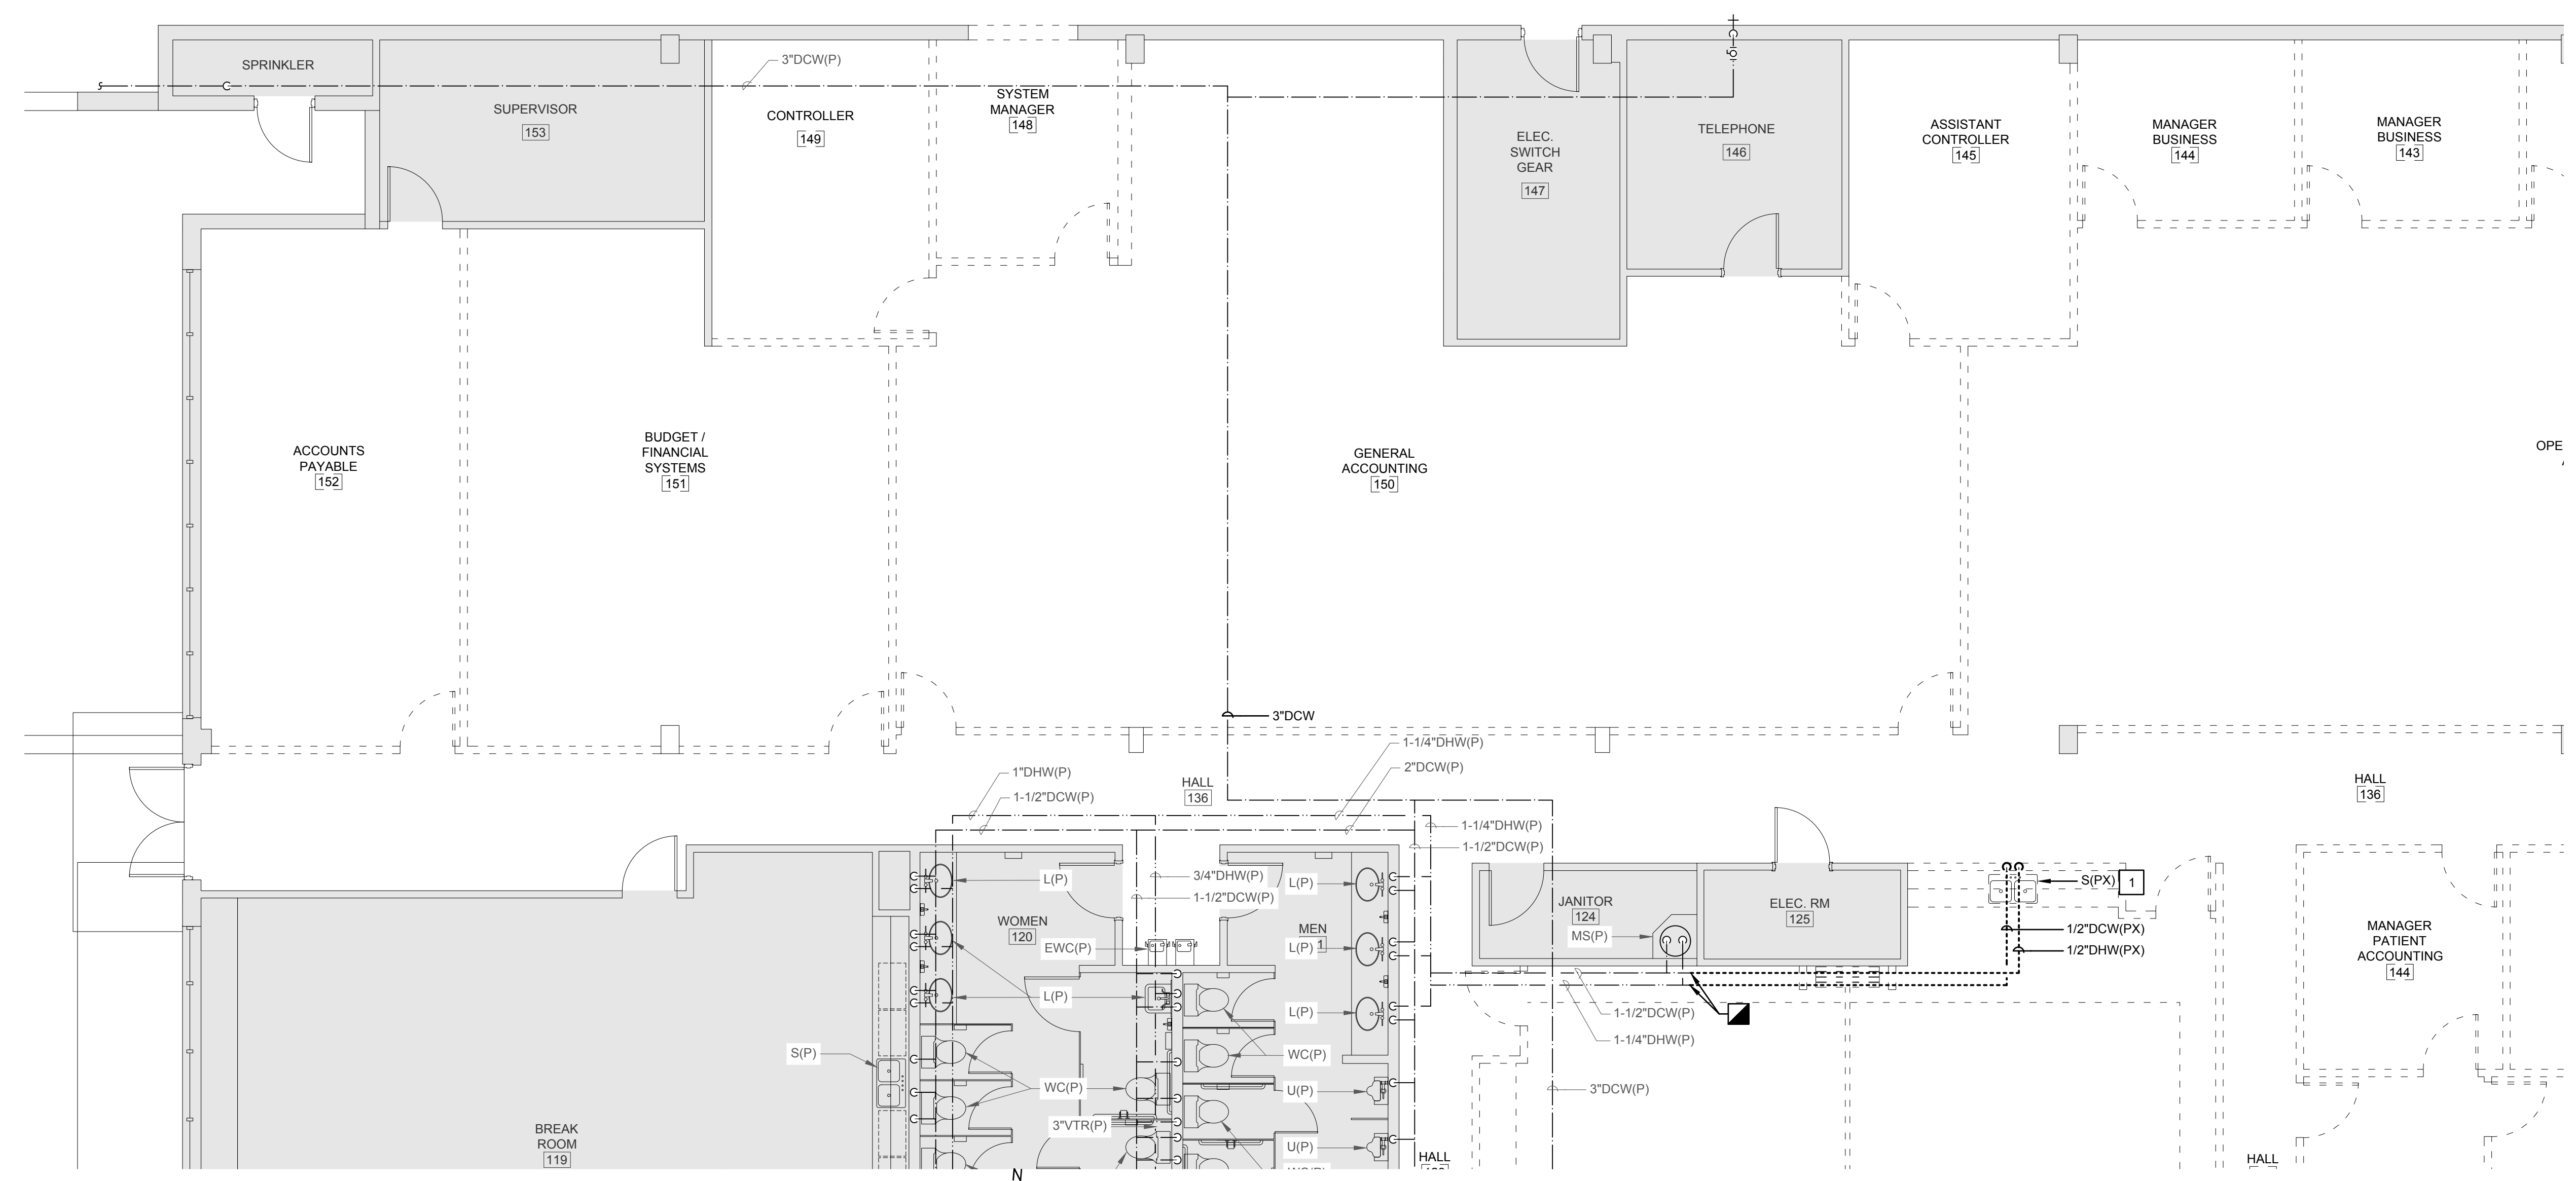 SPRINKLER
3"DCW(P)
SUPERVISOR
153
CONTROLLER
149
SYSTEM
MANAGER
148
ELEC.
SWITCH
GEAR
147
TELEPHONE
146
ASSISTANT
CONTROLLER
145
MANAGER
BUSINESS
144
MANAGER
BUSINESS
143
ACCOUNTS
PAYABLE
152
BUDGET /
FINANCIAL
SYSTEMS
151
GENERAL
ACCOUNTING
150
OPE
3"DCW
1-1/4"DHW(P)
2"DCW(P)
1"DHW(P)
1-1/2"DCW(P)
HALL
136
HALL
136
1-1/4"DHW(P)
1-1/2"DCW(P)
L(P)
3/4"DHW(P)
1-1/2"DCW(P)
L(P)
WOMEN
120
EWC(P)
MEN
1
L(P)
JANITOR
124
MS(P)
ELEC. RM
125
S(PX)
1
1/2"DCW(PX)
1/2"DHW(PX)
MANAGER
PATIENT
ACCOUNTING
144
L(P)
L(P)
1-1/2"DCW(P)
1-1/4"DHW(P)
S(P)
WC(P)
WC(P)
U(P)
3"DCW(P)
3"VTR(P)
BREAK
ROOM
119
U(P)
HALL
HALL
N